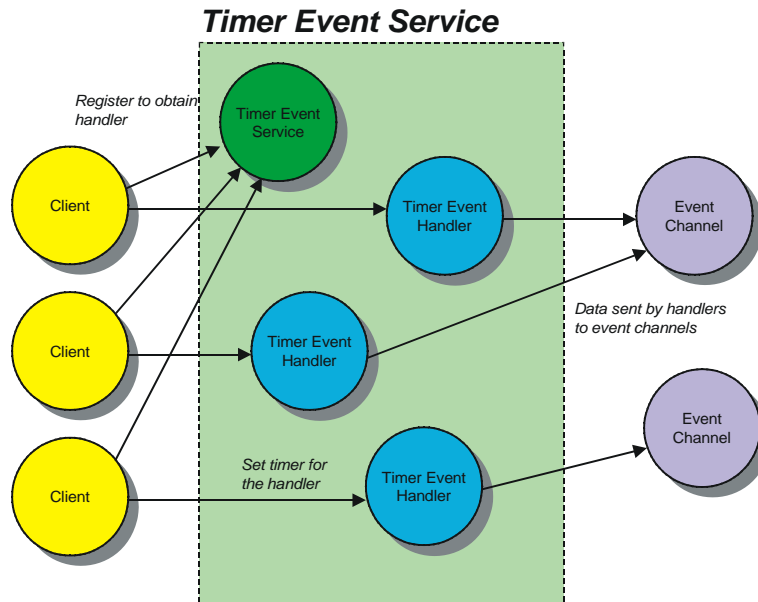 Timer Event Service
Register to obtain
handler
Timer Event
Service
Client
Timer Event
Handler
Event
Channel
Client
Timer Event
Handler
Data sent by handlers
to event channels
Event
Channel
Client
Set timer for
the handler
Timer Event
Handler